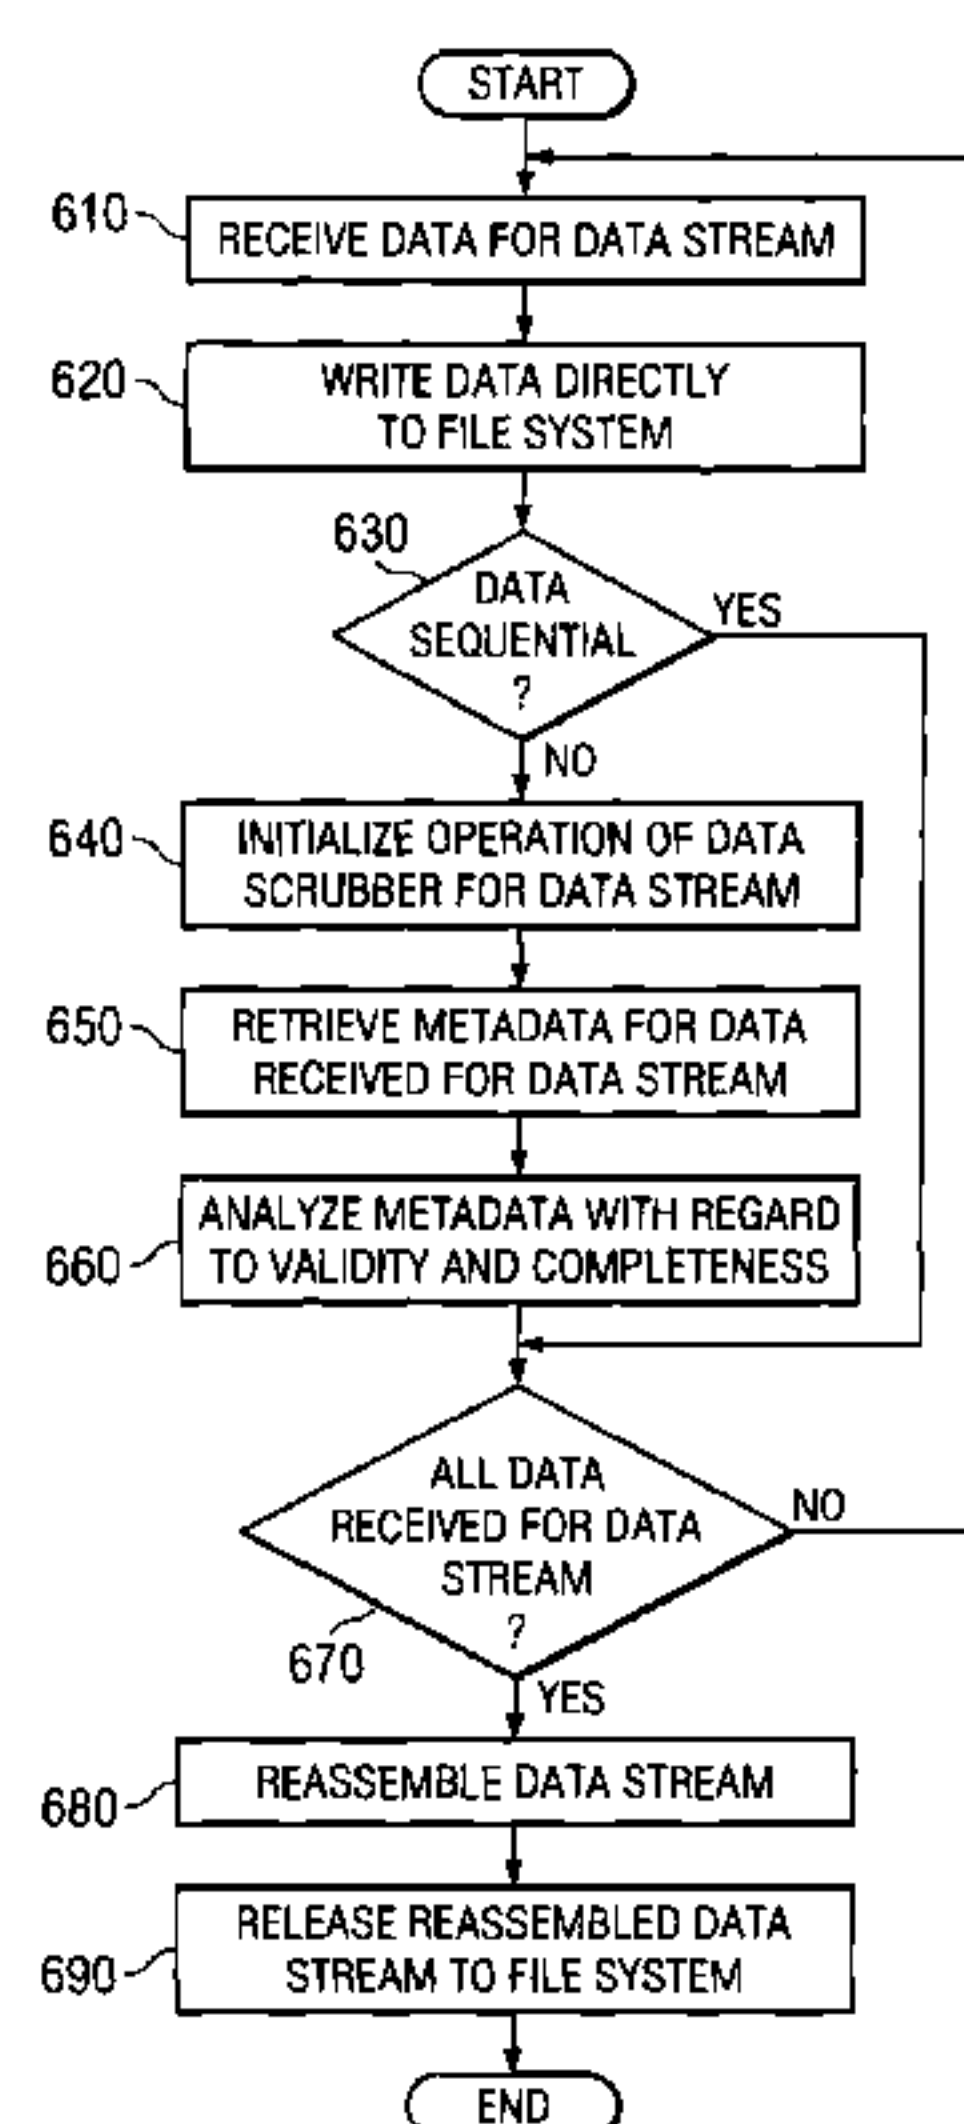 START
610
RECEIVE DATA FOR DATA STREAM
620
WRITE DATA DIRECTLY
TO FILE SYSTEM
630
DATA
SEQUENTIAL
?
YES
NO
640
INITIALIZE OPERATION OF DATA
SCRUBBER FOR DATA STREAM
650
RETRIEVE METADATA FOR DATA
RECEIVED FOR DATA STREAM
660
ANALYZE METADATA WITH REGARD
TO VALIDITY AND COMPLETENESS
ALL DATA
RECEIVED FOR DATA
STREAM
?
NO
670
YES
680
REASSEMBLE DATA STREAM
690
RELEASE REASSEMBLED DATA
STREAM TO FILE SYSTEM
END